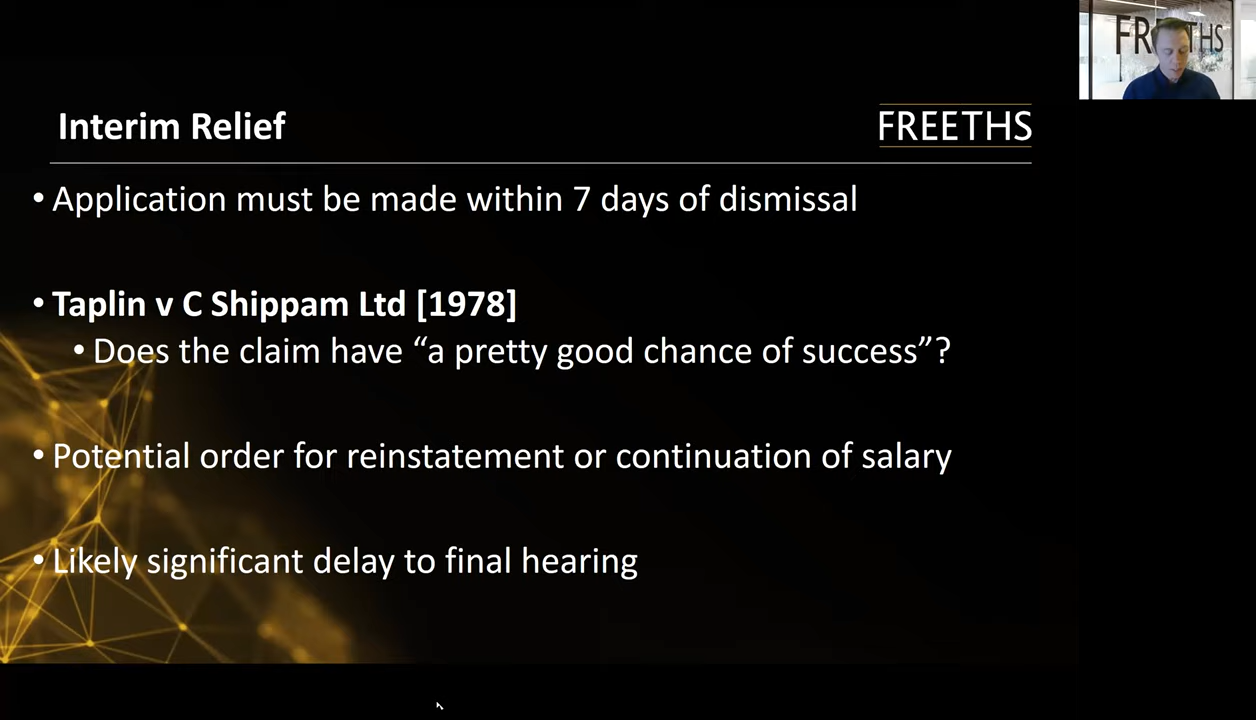 FREETHS
Interim Relief
FREETHS
• Application must be made within 7 days of dismissal
• Taplin v C Shippam Ltd [1978]
• Does the claim have “a pretty good chance of success”?
• Potential order for reinstatement or continuation of salary
• Likely significant delay to final hearing